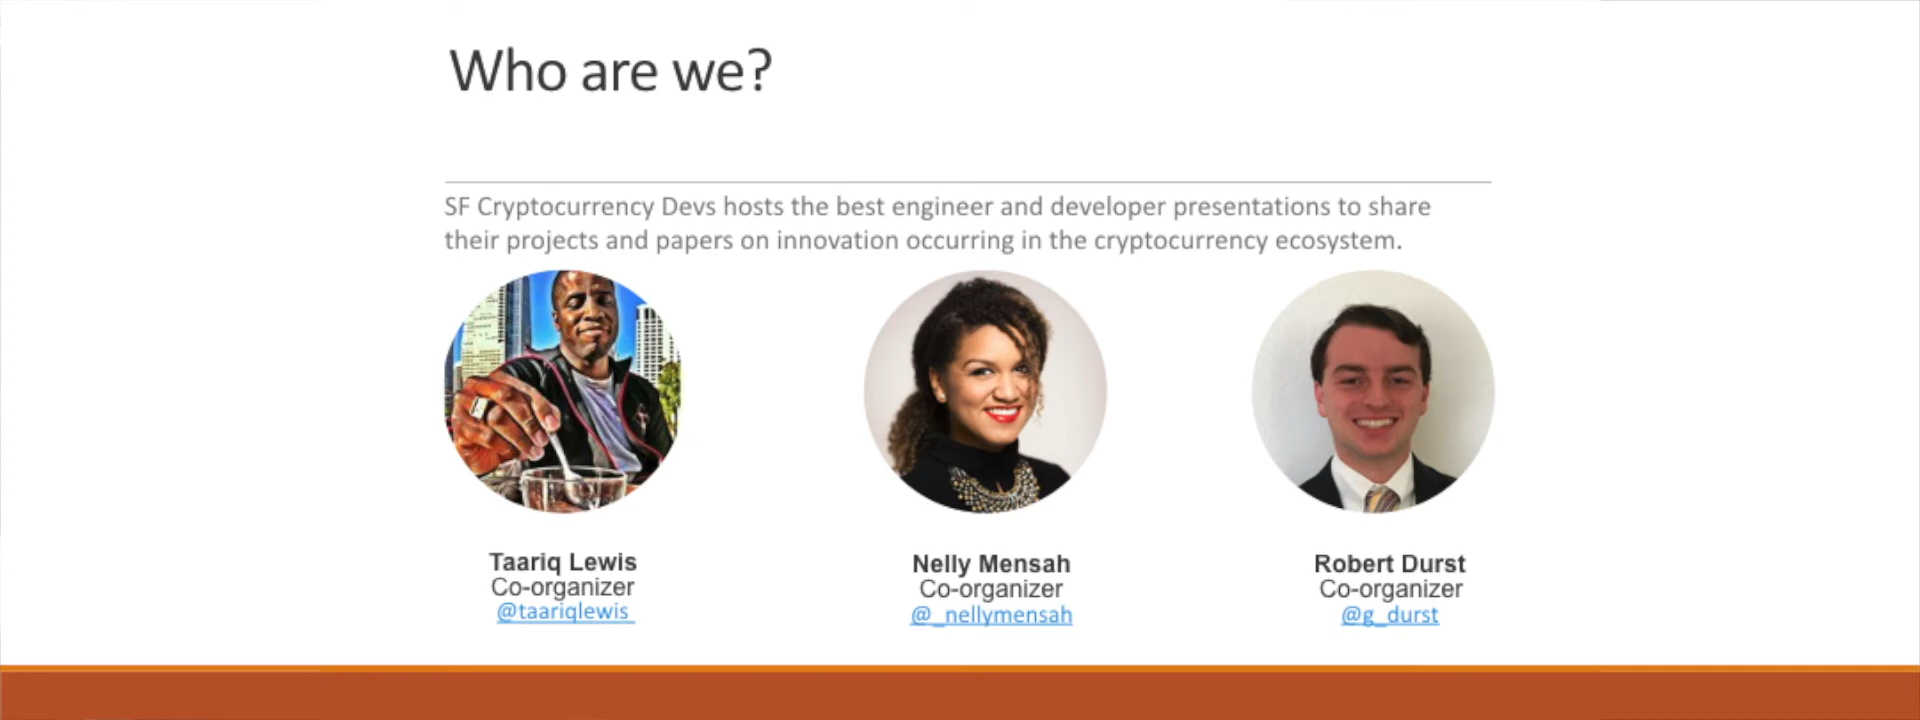 Who are we?
SF Cryptocurrency Devs hosts the best engineer and developer presentations to share
their projects and papers on innovation occurring in the cryptocurrency ecosystem.
Taariq Lewis
Co-organizer
@taariqlewis
Nelly Mensah
Co-organizer
@_nellymensah
Robert Durst
Co-organizer
@g_durst